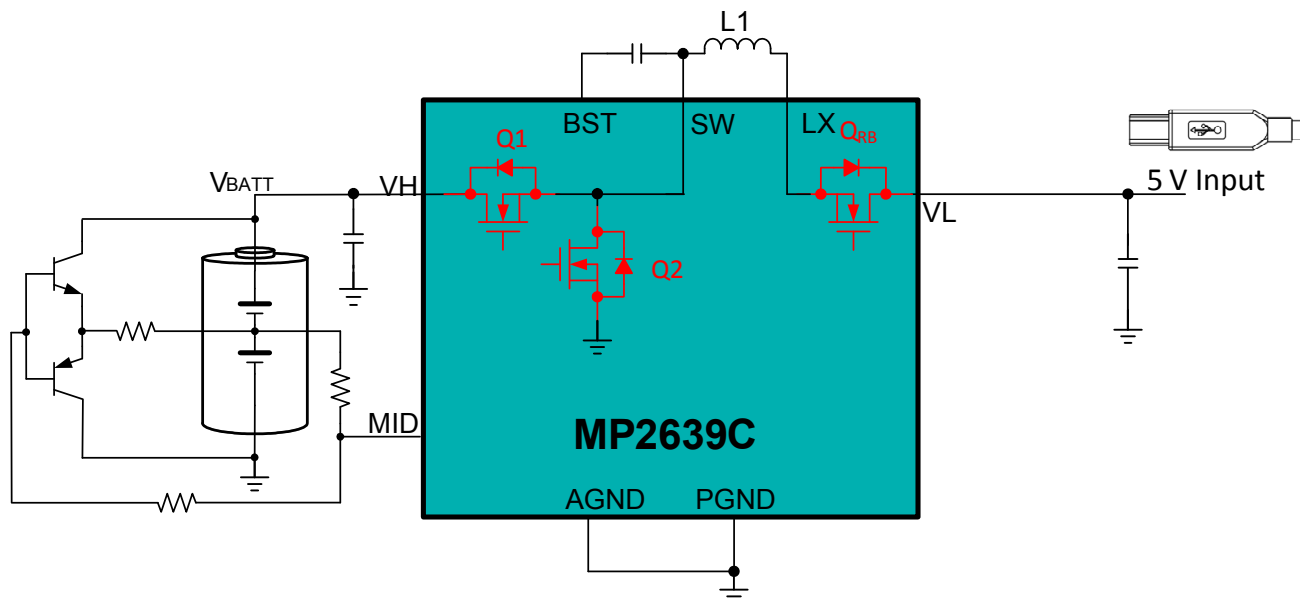 L1
BST
SW
LX
QRB
Q1
VBATT
VH
5 V Input
VL
Q2
MID
MP2639C
AGND
PGND